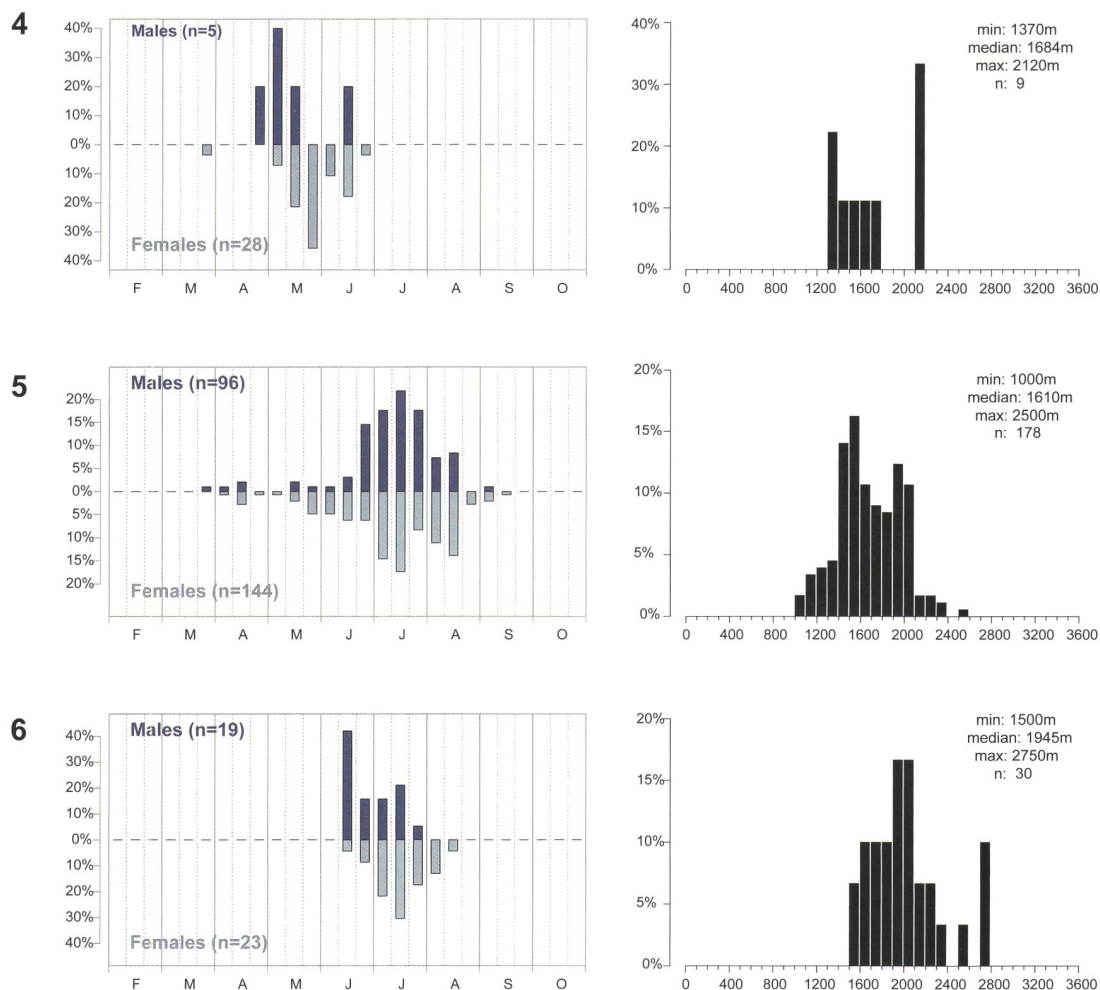 4
40%
30%
20%
10%
0%
10%
20%
30%
40%
Males (n=5)
Females (n=28)
F M A M J J A S O
40%
30%
20%
10%
0%
min: 1370m
median: 1684m
max: 2120m
n: 9
0 400 800 1200 1600 2000 2400 2800 3200 3600
5
20%
15%
10%
5%
0%
5%
10%
15%
20%
Males (n=96)
Females (n=144)
F M A M J J A S O
20%
15%
10%
5%
0%
min: 1000m
median: 1610m
max: 2500m
n: 178
0 400 800 1200 1600 2000 2400 2800 3200 3600
6
40%
30%
20%
10%
0%
10%
20%
30%
40%
Males (n=19)
Females (n=23)
F M A M J J A S O
20%
15%
10%
5%
0%
min: 1500m
median: 1945m
max: 2750m
n: 30
0 400 800 1200 1600 2000 2400 2800 3200 3600